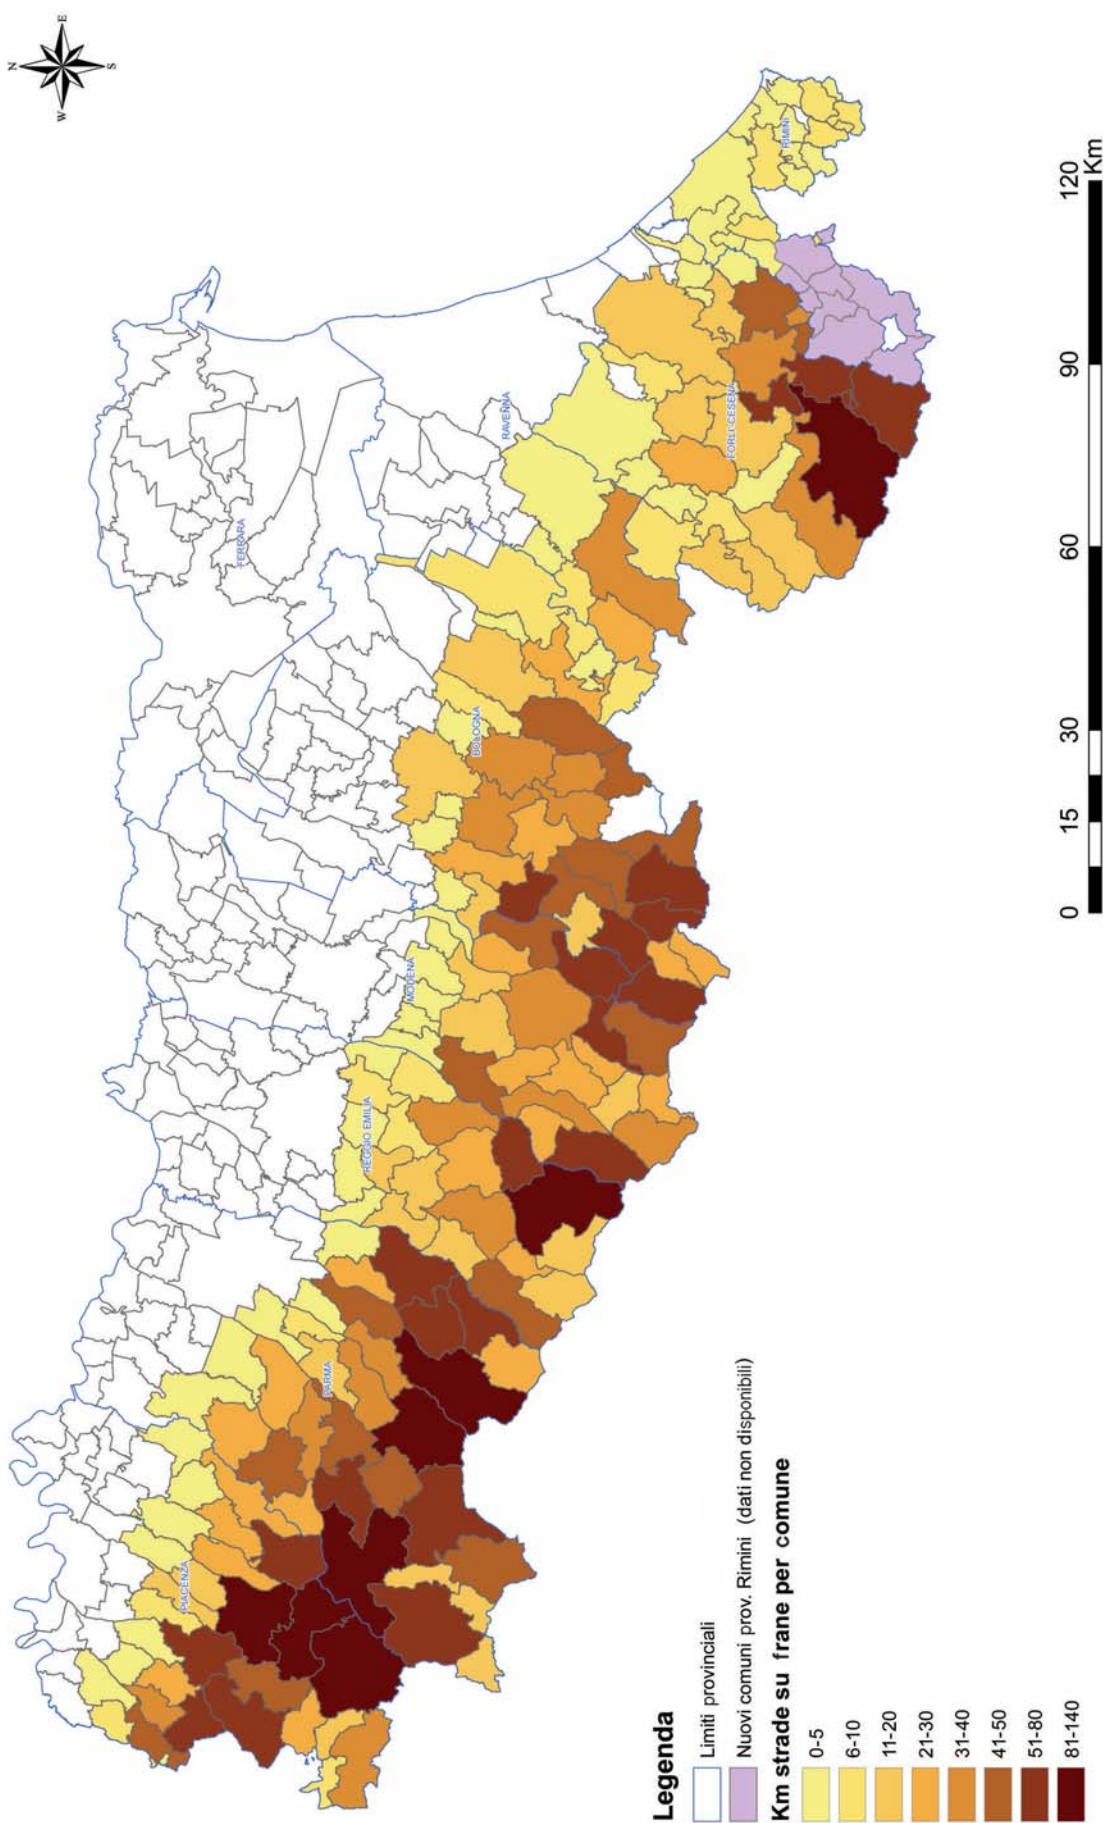 N
E
S
W
PIACENZA
PARMA
REGGIO EMILIA
MODENA
BOLOGNA
FERRARA
RAVENNA
FORLI'-CESENA
RIMINI
Legenda
Limiti provinciali
Nuovi comuni prov. Rimini (dati non disponibili)
Km strade su frane per comune
0-5
6-10
11-20
21-30
31-40
41-50
51-80
81-140
0 15 30 60 90 120
Km